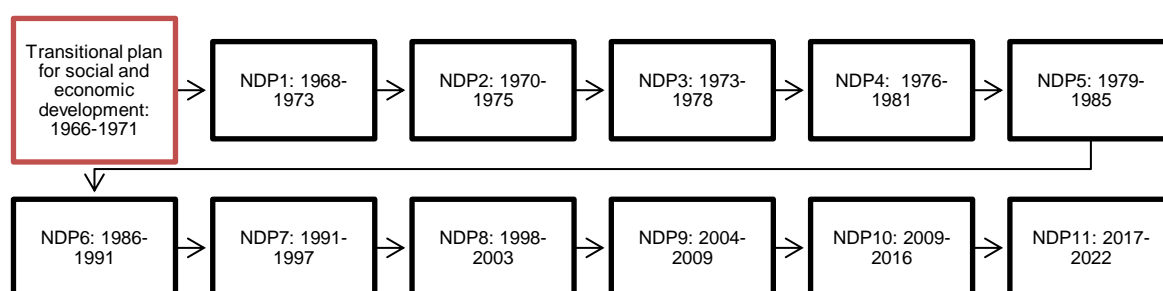 Transitional plan
for social and
economic
development:
1966-1971
NDP1: 1968-
1973
NDP2: 1970-
1975
NDP3: 1973-
1978
NDP4:  1976-
1981
NDP5: 1979-
1985
NDP6: 1986-
1991
NDP7: 1991-
1997
NDP8: 1998-
2003
NDP9: 2004-
2009
NDP10: 2009-
2016
NDP11: 2017-
2022